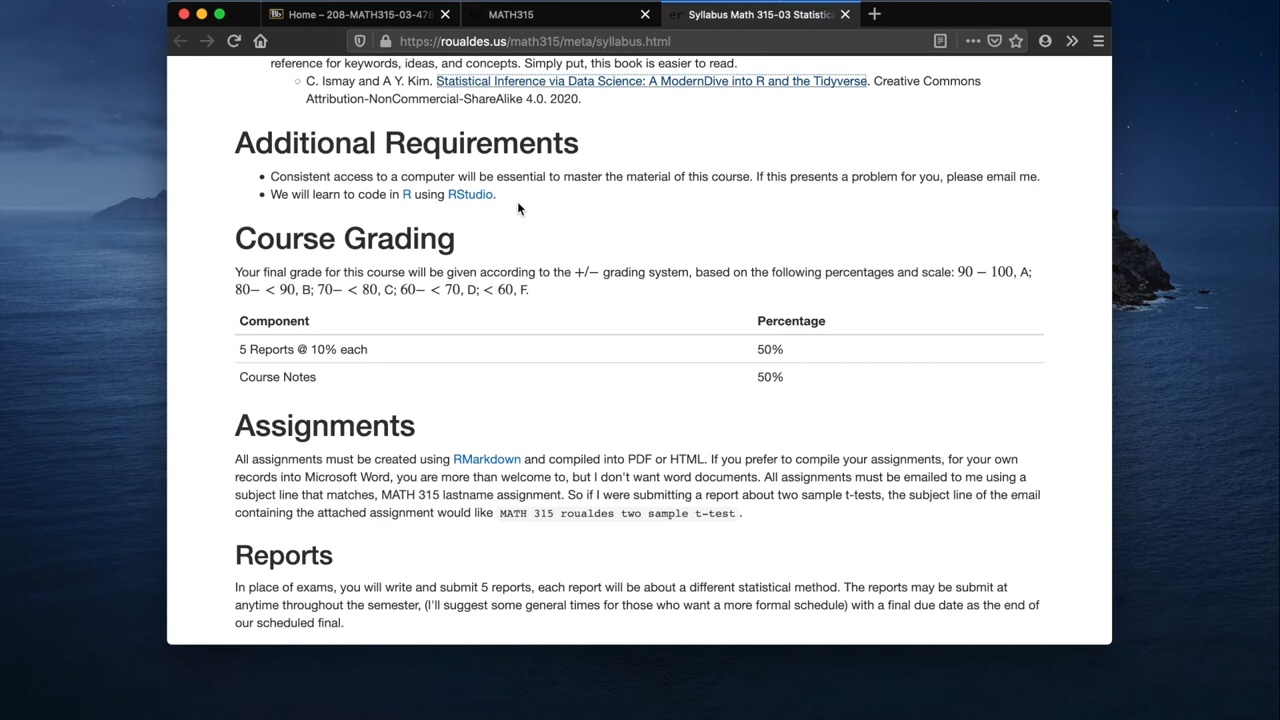 Home – 208-MATH315-03-478
MATH315
Syllabus Math 315-03 Statistica
https://roualdes.us/math315/meta/syllabus.html
reference for keywords, ideas, and concepts. Simply put, this book is easier to read.
C. Ismay and A Y. Kim. Statistical Inference via Data Science: A ModernDive into R and the Tidyverse. Creative Commons
Attribution-NonCommercial-ShareAlike 4.0. 2020.
Additional Requirements
• Consistent access to a computer will be essential to master the material of this course. If this presents a problem for you, please email me.
• We will learn to code in R using RStudio.
Course Grading
Your final grade for this course will be given according to the +/− grading system, based on the following percentages and scale: 90 − 100, A;
80− < 90, B; 70− < 80, C; 60− < 70, D; < 60, F.
Component Percentage
5 Reports @ 10% each 50%
Course Notes 50%
Assignments
All assignments must be created using RMarkdown and compiled into PDF or HTML. If you prefer to compile your assignments, for your own
records into Microsoft Word, you are more than welcome to, but I don't want word documents. All assignments must be emailed to me using a
subject line that matches, MATH 315 lastname assignment. So if I were submitting a report about two sample t-tests, the subject line of the email
containing the attached assignment would like MATH 315 roualdes two sample t-test.
Reports
In place of exams, you will write and submit 5 reports, each report will be about a different statistical method. The reports may be submit at
anytime throughout the semester, (I'll suggest some general times for those who want a more formal schedule) with a final due date as the end of
our scheduled final.